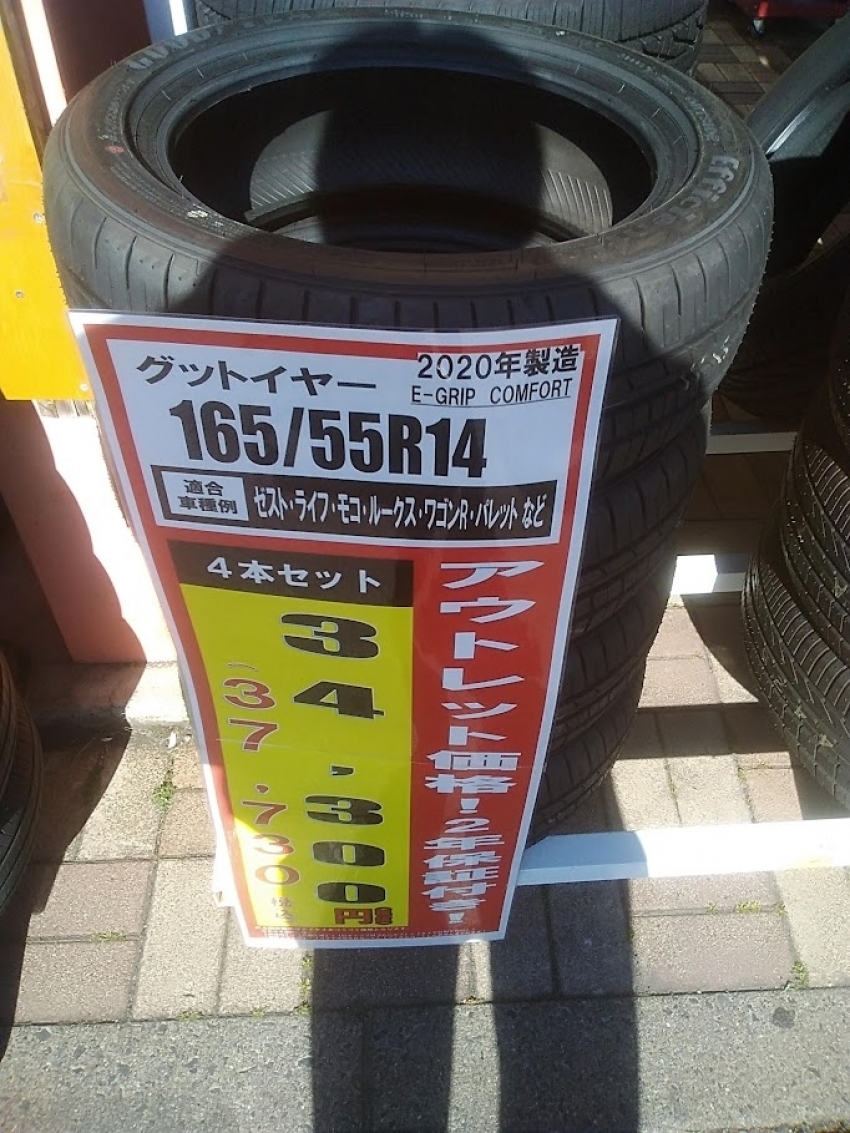 グットイヤー
2020年製造
E-GRIP COMFORT
165/55R14
適合
車種例
ゼスト・ライフ・モコ・ルークス・ワゴンR・パレット など
4本セット
34,300円
(37,730税込
アウトレット価格!2年保証付き!